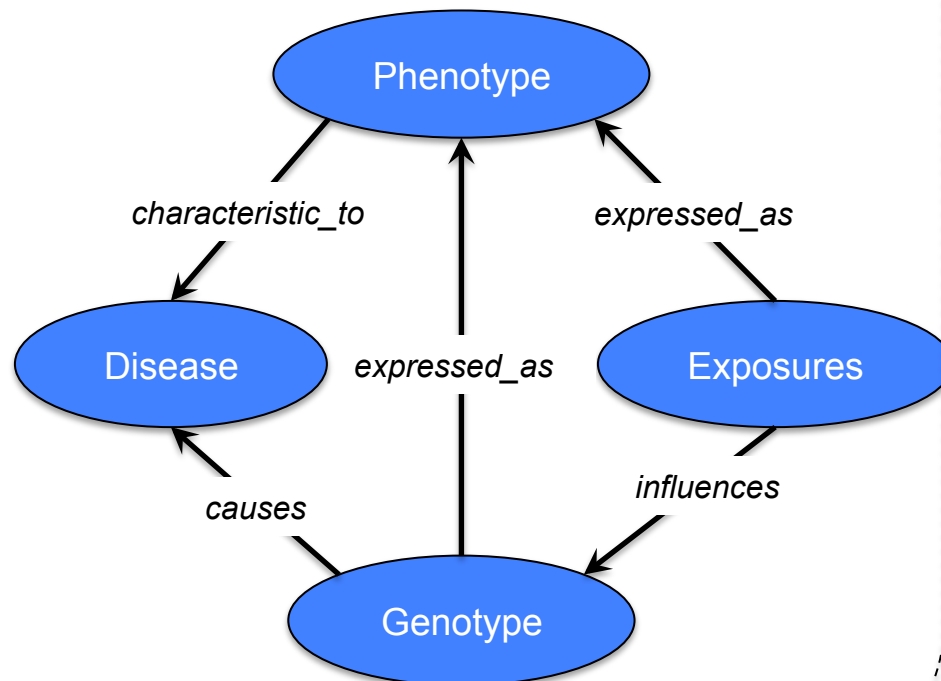 Phenotype
characteristic_to
expressed_as
Disease
expressed_as
Exposures
causes
influences
Genotype